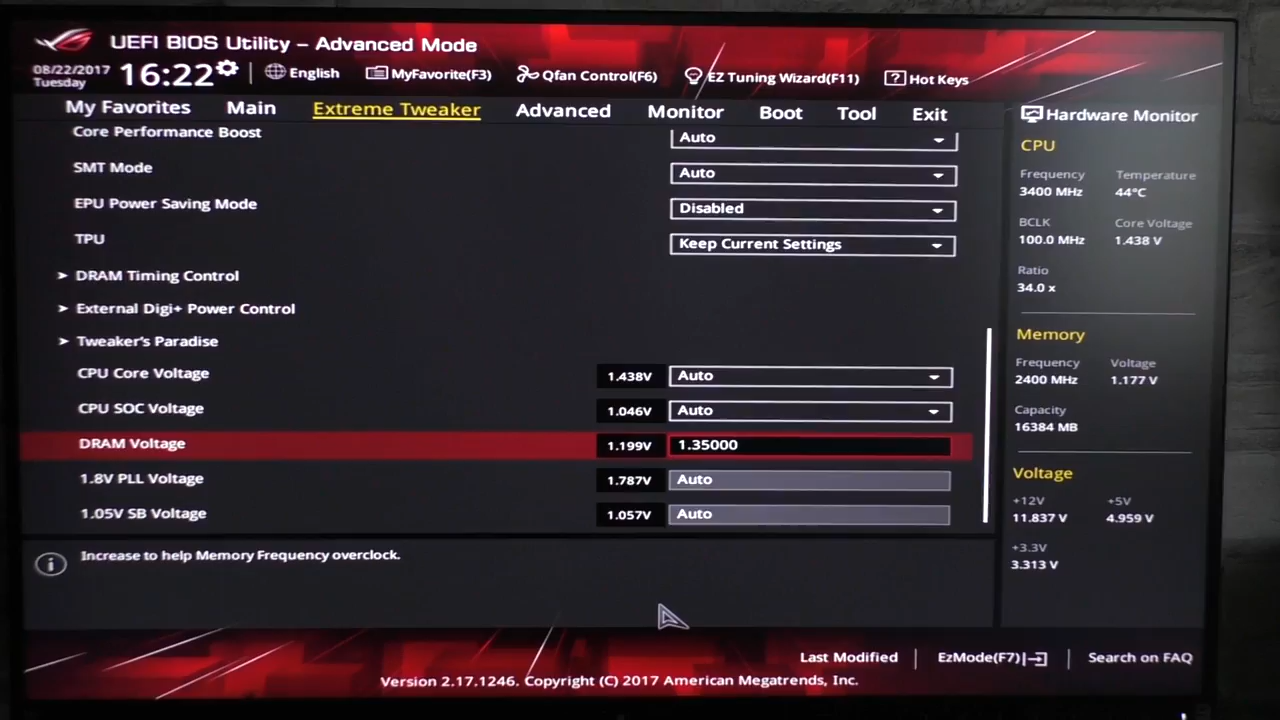 UEFI BIOS Utility – Advanced Mode
08/22/2017
Tuesday
16:22
English
MyFavorite(F3)
Qfan Control(F6)
EZ Tuning Wizard(F11)
? Hot Keys
My Favorites Main Extreme Tweaker Advanced Monitor Boot Tool Exit
Core Performance Boost Auto
SMT Mode Auto
EPU Power Saving Mode Disabled
TPU Keep Current Settings
> DRAM Timing Control
> External Digi+ Power Control
> Tweaker's Paradise
CPU Core Voltage 1.438V Auto
CPU SOC Voltage 1.046V Auto
DRAM Voltage 1.199V 1.35000
1.8V PLL Voltage 1.787V Auto
1.05V SB Voltage 1.057V Auto
i Increase to help Memory Frequency overclock.
Hardware Monitor
CPU
Frequency Temperature
3400 MHz 44°C
BCLK Core Voltage
100.0 MHz 1.438 V
Ratio
34.0 x
Memory
Frequency Voltage
2400 MHz 1.177 V
Capacity
16384 MB
Voltage
+12V +5V
11.837 V 4.959 V
+3.3V
3.313 V
Last Modified | EzMode(F7) | Search on FAQ
Version 2.17.1246. Copyright (C) 2017 American Megatrends, Inc.